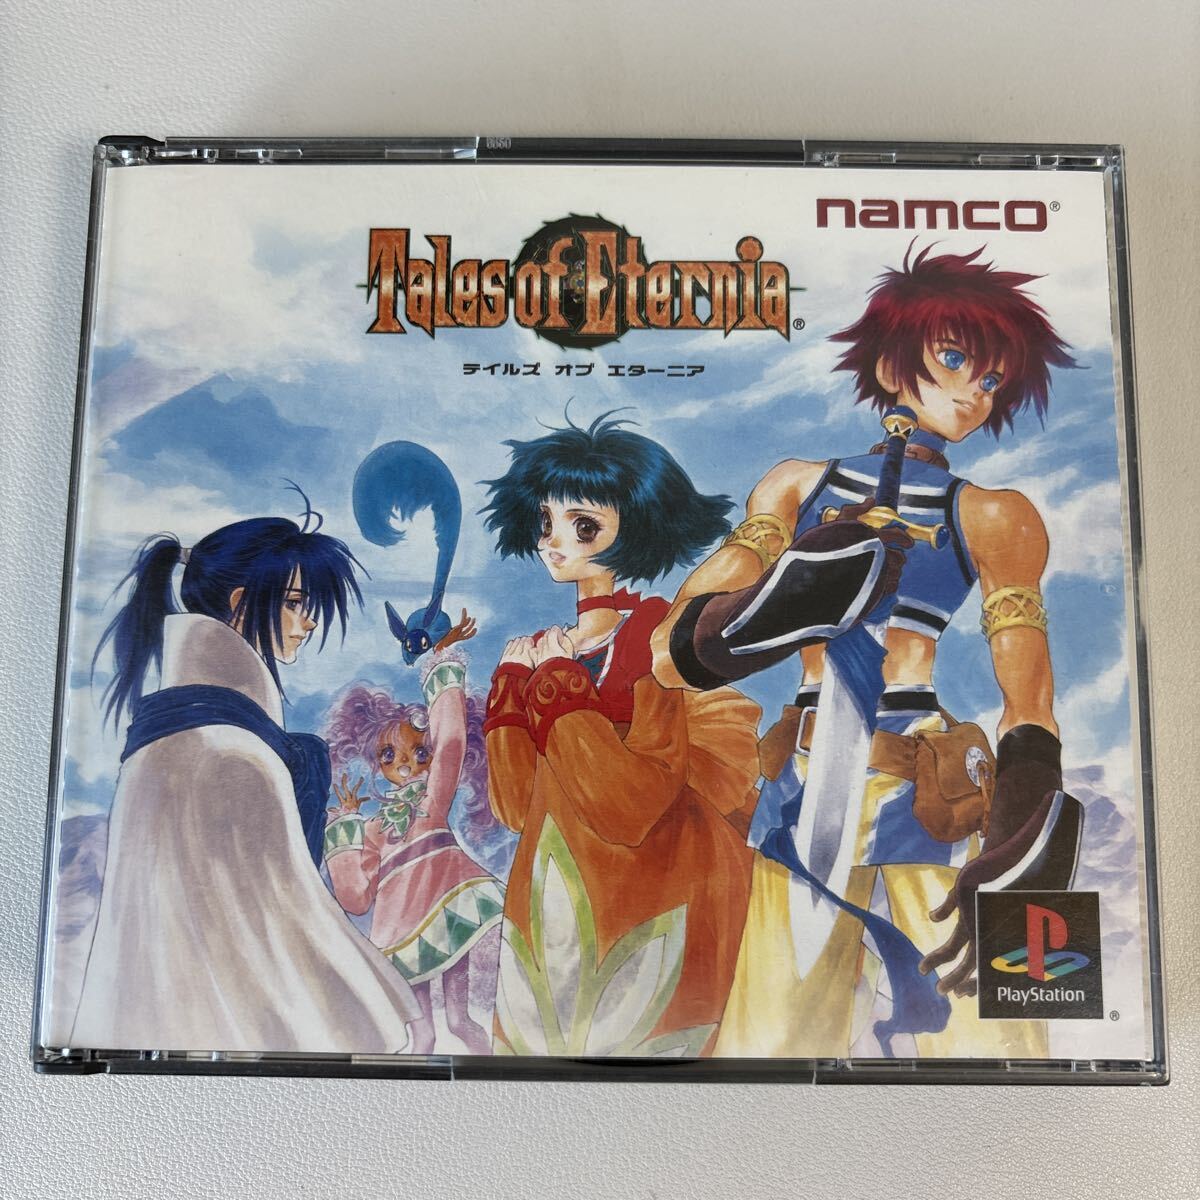 namco®
Tales of Eternia®
テイルズ オブ エターニア
PlayStation
®